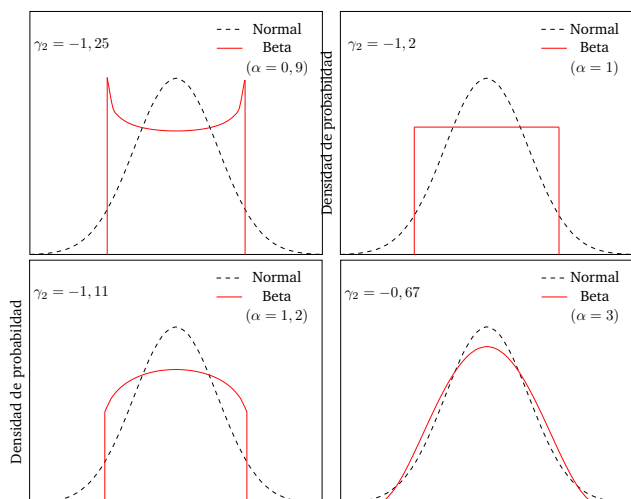 γ₂ = −1,25
Normal
Beta
(α = 0, 9)
Densidad de probabilidad
γ₂ = −1,2
Normal
Beta
(α = 1)
Densidad de probabilidad
γ₂ = −1,11
Normal
Beta
(α = 1, 2)
γ₂ = −0,67
Normal
Beta
(α = 3)